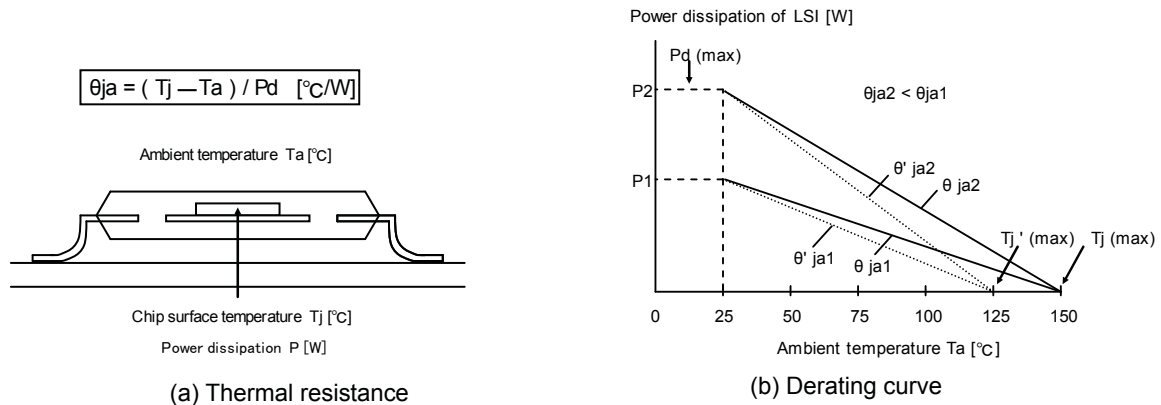 θja = ( Tj — Ta ) / Pd [°C/W]
Ambient temperature Ta [°C]
Chip surface temperature Tj [°C]
Power dissipation P [W]
(a) Thermal resistance
Power dissipation of LSI [W]
Pd (max)
P2
θja2 < θja1
P1
θ' ja2
θ ja2
Tj ' (max)
Tj (max)
θ' ja1
θ ja1
0
25
50
75
100
125
150
Ambient temperature Ta [°C]
(b) Derating curve